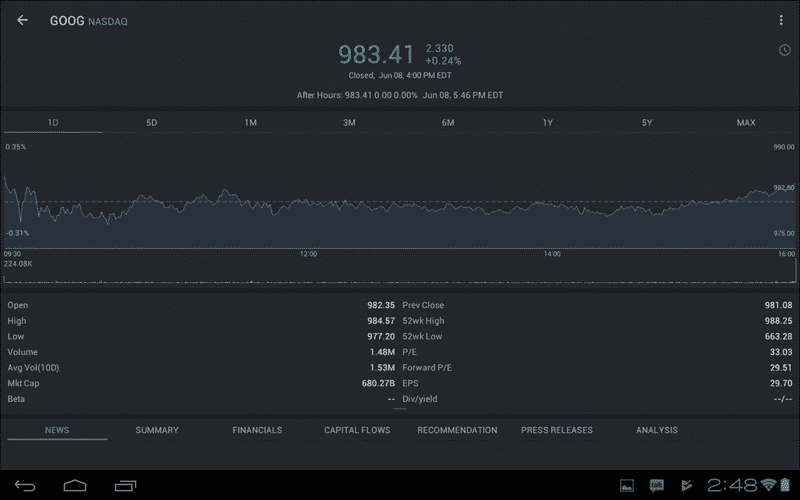 GOOG NASDAQ
983.41 2.330
+0.24%
Closed, Jun 08, 4:00 PM EDT
After Hours: 983.41 0.00 0.00% Jun 08, 5:46 PM EDT
1D 5D 1M 3M 6M 1Y 5Y MAX
0.35% 990.00
982.50
-0.31% 975.00
09:30 12:00 14:00 16:00
224.08K
Open 982.35 Prev Close 981.08
High 984.57 52wk High 988.25
Low 977.20 52wk Low 663.28
Volume 1.48M P/E 33.03
Avg Vol(10D) 1.53M Forward P/E 29.51
Mkt Cap 680.27B EPS 29.70
Beta -- Div/yield --/--
NEWS SUMMARY FINANCIALS CAPITAL FLOWS RECOMMENDATION PRESS RELEASES ANALYSIS
2:48